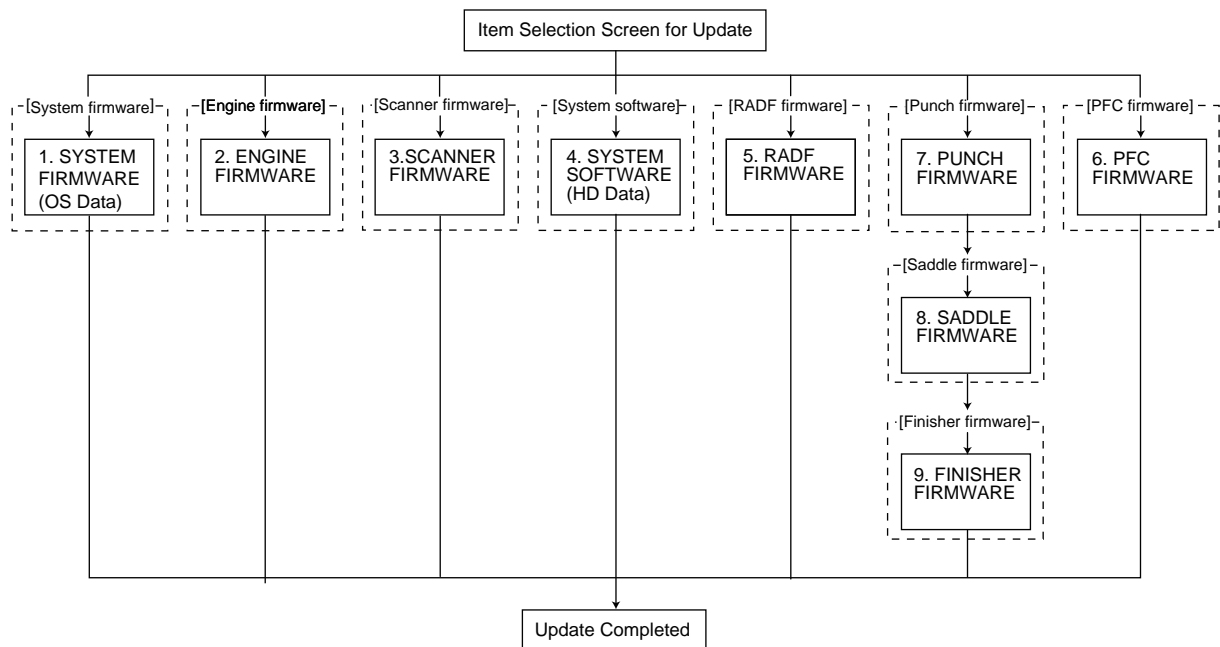 Item Selection Screen for Update
[System firmware]
[Engine firmware]
[Scanner firmware]
[System software]
[RADF firmware]
[Punch firmware]
[PFC firmware]
1. SYSTEM
FIRMWARE
(OS Data)
2. ENGINE
FIRMWARE
3.SCANNER
FIRMWARE
4. SYSTEM
SOFTWARE
(HD Data)
5. RADF
FIRMWARE
7. PUNCH
FIRMWARE
6. PFC
FIRMWARE
[Saddle firmware]
8. SADDLE
FIRMWARE
[Finisher firmware]
9. FINISHER
FIRMWARE
Update Completed